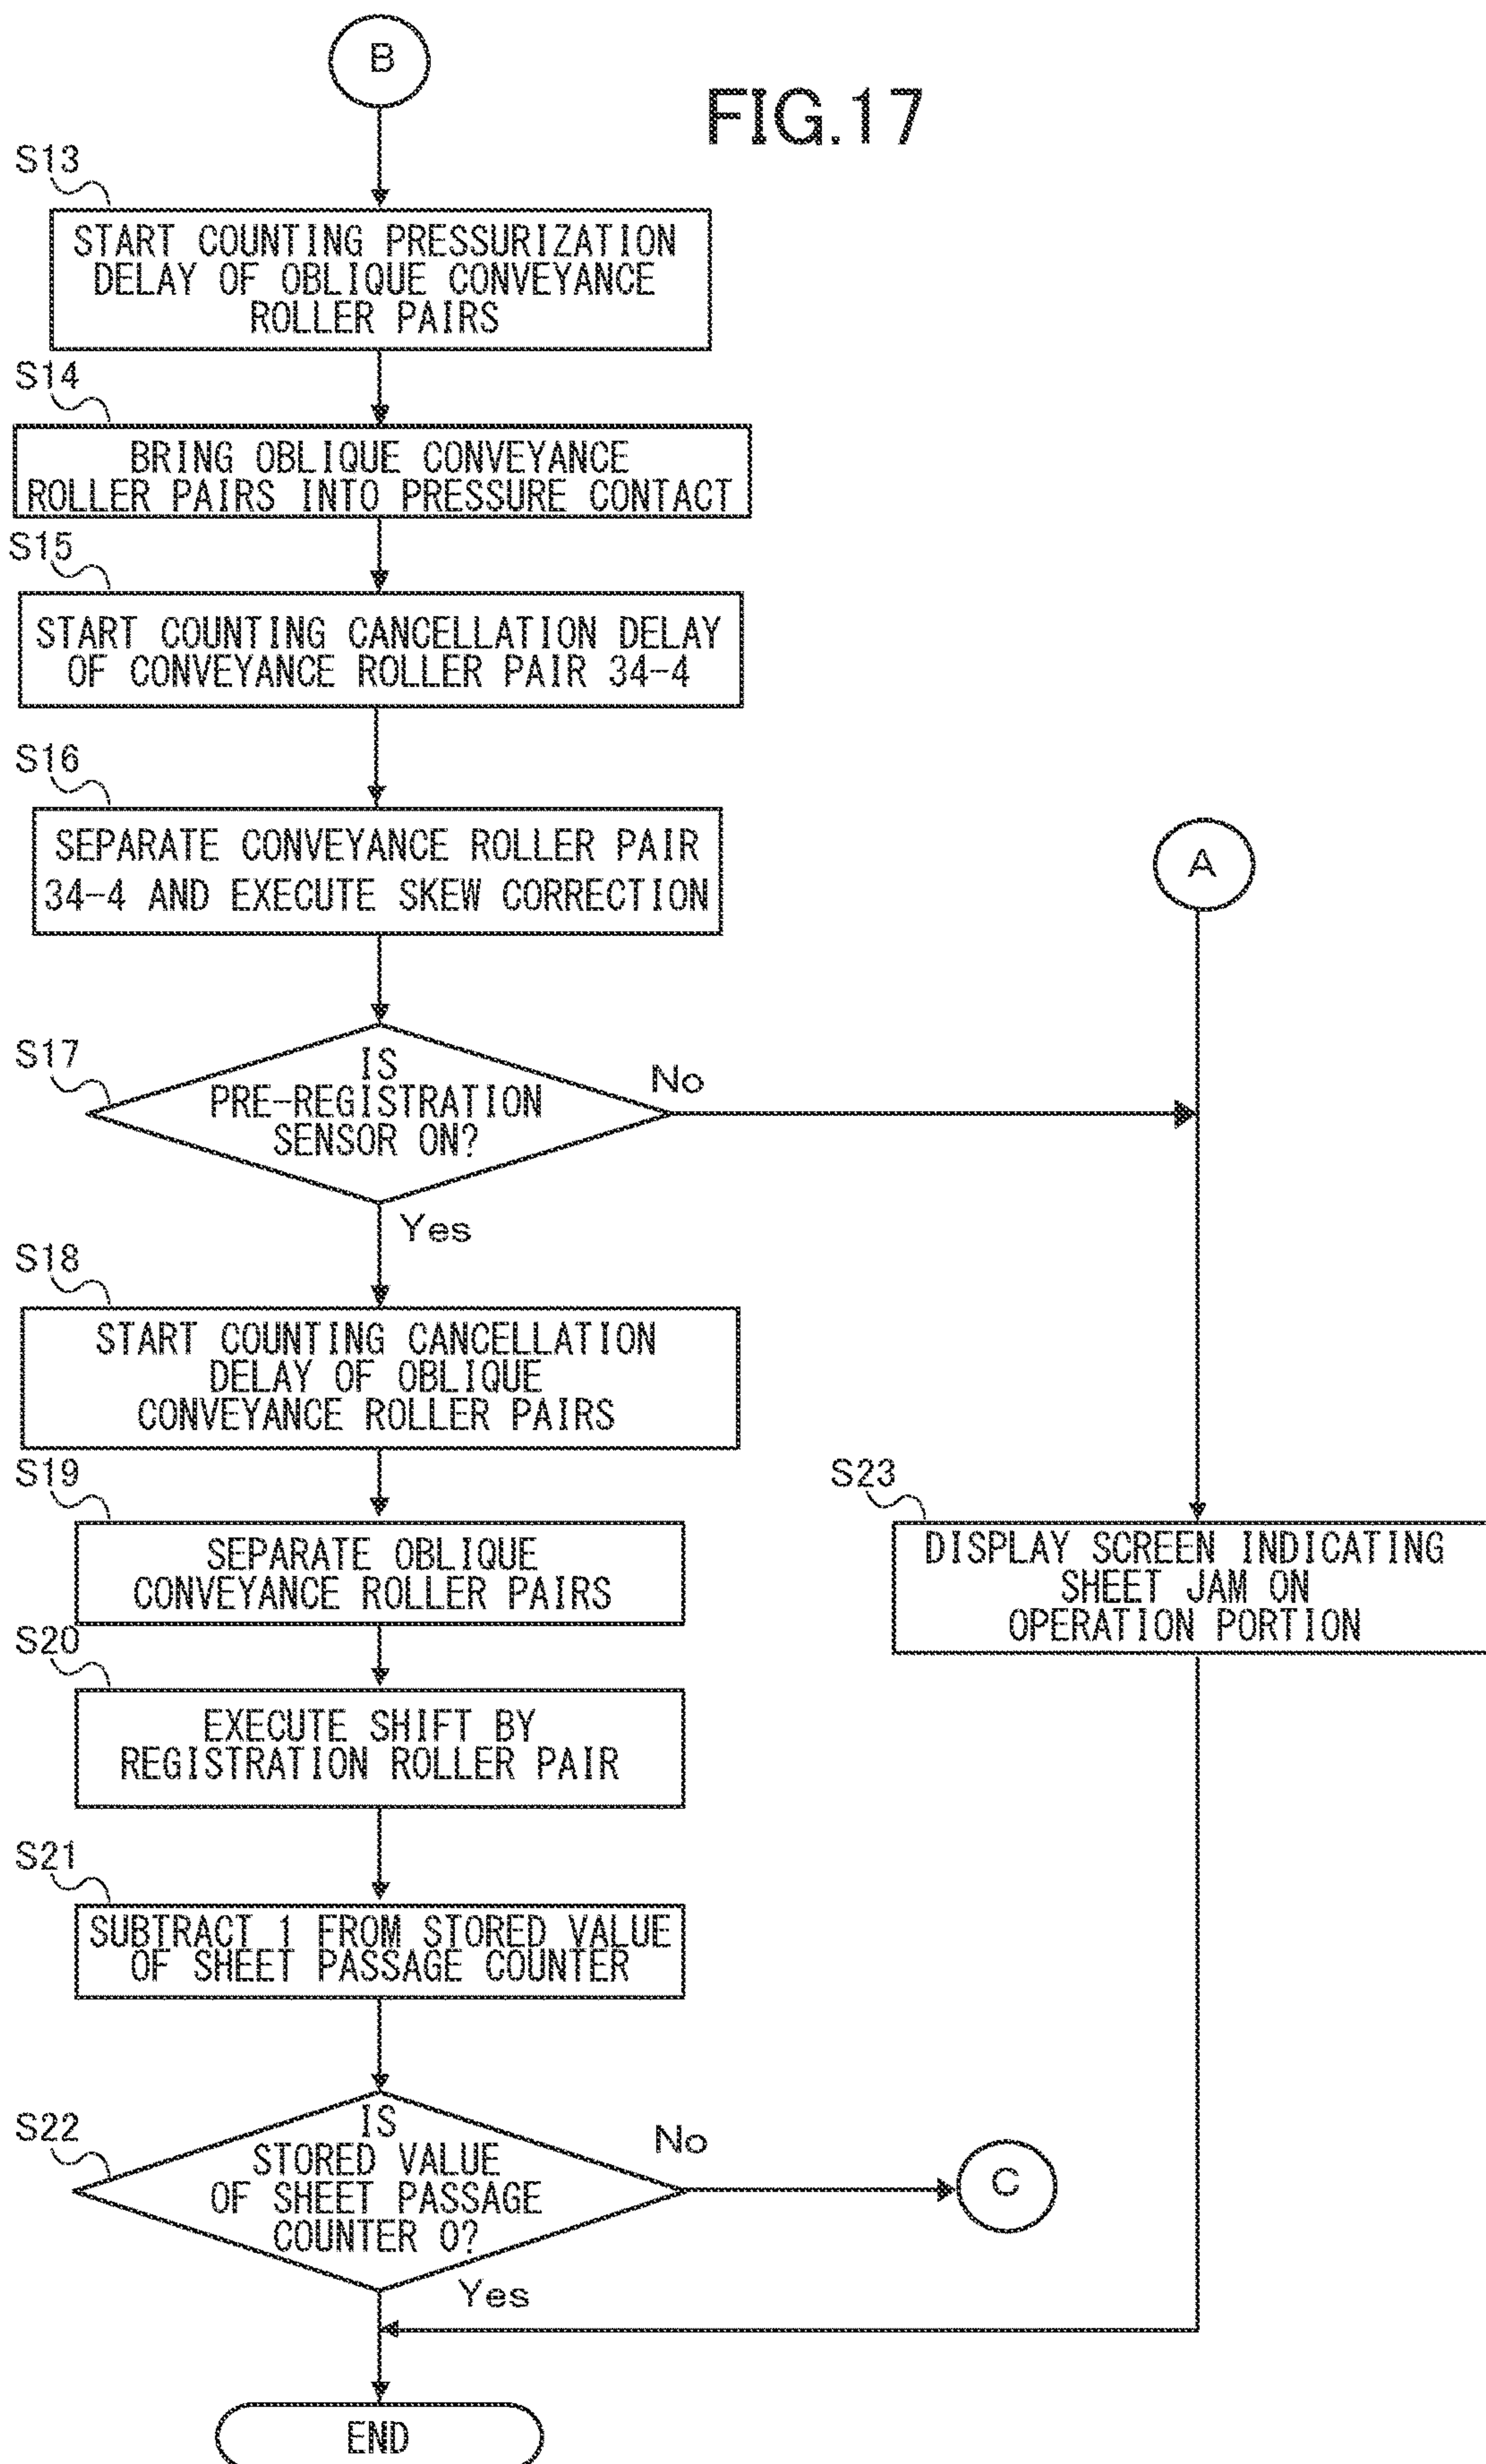 B
FIG.17
S13
START COUNTING PRESSURIZATION
DELAY OF OBLIQUE CONVEYANCE
ROLLER PAIRS
S14
BRING OBLIQUE CONVEYANCE
ROLLER PAIRS INTO PRESSURE CONTACT
S15
START COUNTING CANCELLATION DELAY
OF CONVEYANCE ROLLER PAIR 34-4
S16
SEPARATE CONVEYANCE ROLLER PAIR
34-4 AND EXECUTE SKEW CORRECTION
A
S17
IS
PRE-REGISTRATION
SENSOR ON?
No
Yes
S18
START COUNTING CANCELLATION
DELAY OF OBLIQUE
CONVEYANCE ROLLER PAIRS
S19
SEPARATE OBLIQUE
CONVEYANCE ROLLER PAIRS
S23
DISPLAY SCREEN INDICATING
SHEET JAM ON
OPERATION PORTION
S20
EXECUTE SHIFT BY
REGISTRATION ROLLER PAIR
S21
SUBTRACT 1 FROM STORED VALUE
OF SHEET PASSAGE COUNTER
S22
IS
STORED VALUE
OF SHEET PASSAGE
COUNTER 0?
No
C
Yes
END